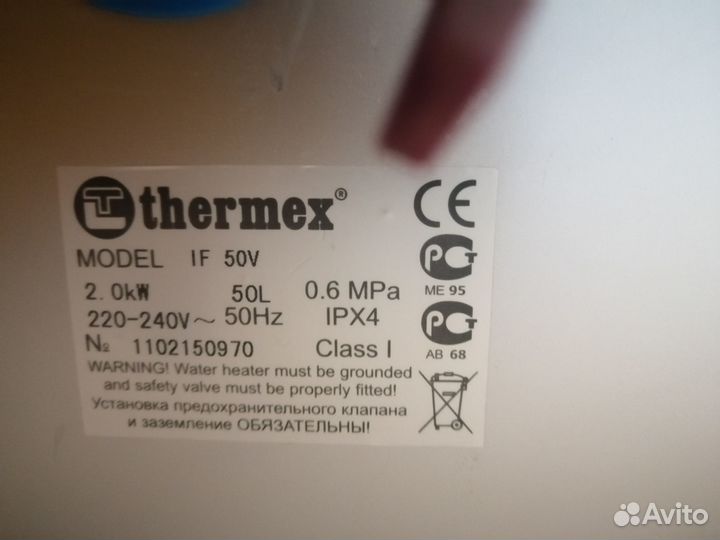 thermex®
CE
MODEL IF 50V
РСТ
ME 95
2.0kW 50L 0.6 MPa
220-240V~ 50Hz IPX4
РСТ
AB 68
№ 1102150970 Class I
WARNING! Water heater must be grounded
and safety valve must be properly fitted!
Установка предохранительного клапана
и заземление ОБЯЗАТЕЛЬНЫ!
Avito